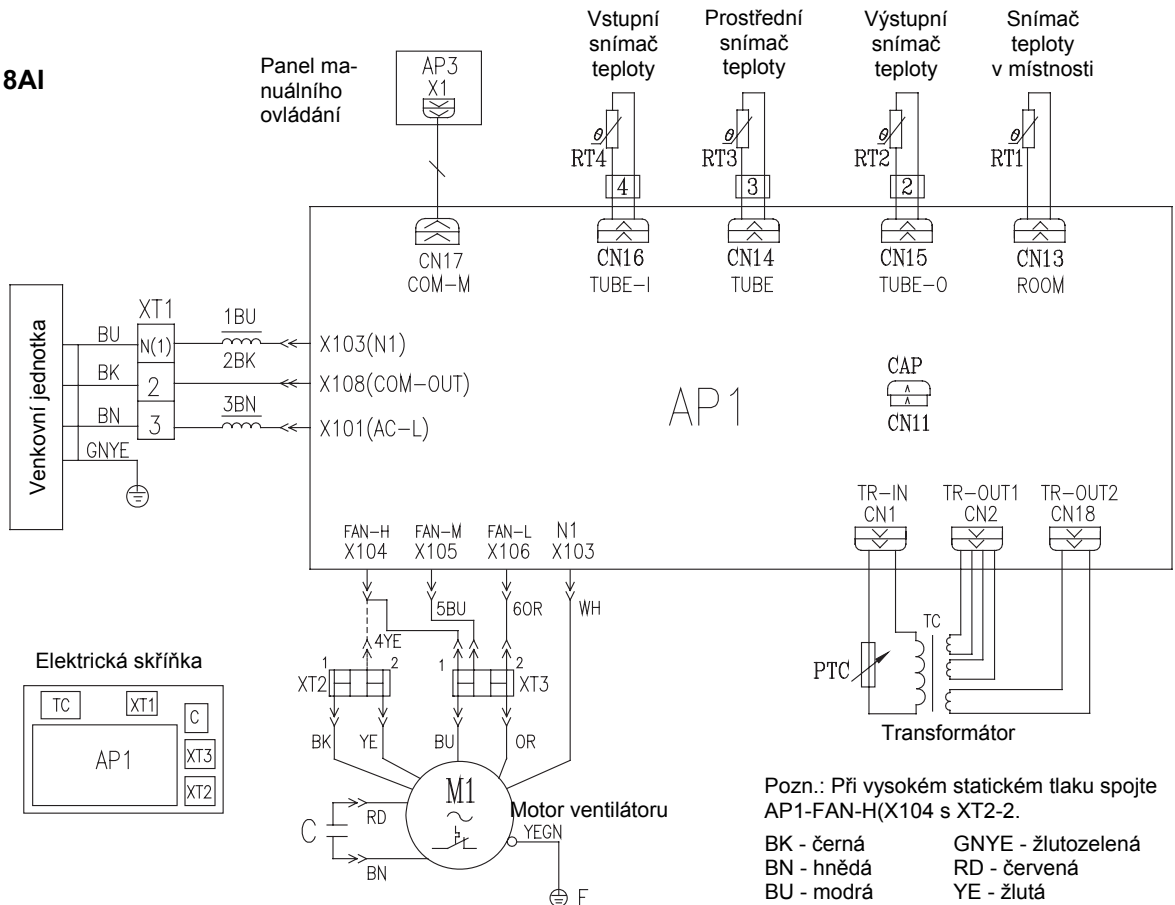 8AI
Panel ma-
nuálního
ovládání
AP3
X1
Vstupní
snímač
teploty
Prostřední
snímač
teploty
Výstupní
snímač
teploty
Snímač
teploty
v místnosti
θ
RT4
θ
RT3
θ
RT2
θ
RT1
4
3
2
CN17
COM-M
CN16
TUBE-I
CN14
TUBE
CN15
TUBE-O
CN13
ROOM
Venkovní jednotka
XT1
BU
N(1)
1BU
X103(N1)
BK
2
2BK
X108(COM-OUT)
BN
3
3BN
X101(AC-L)
GNYE
AP1
CAP
CN11
TR-IN
CN1
TR-OUT1
CN2
TR-OUT2
CN18
FAN-H
X104
FAN-M
X105
FAN-L
X106
N1
X103
5BU
6OR
WH
4YE
1
2
1
2
XT2
XT3
BK
YE
BU
OR
M1
Motor ventilátoru
C
RD
BN
YEGN
E
PTC
TC
Transformátor
Elektrická skříňka
TC
XT1
C
AP1
XT3
XT2
Pozn.: Při vysokém statickém tlaku spojte
AP1-FAN-H(X104 s XT2-2.
BK - černá
GNYE - žlutozelená
BN - hnědá
RD - červená
BU - modrá
YE - žlutá